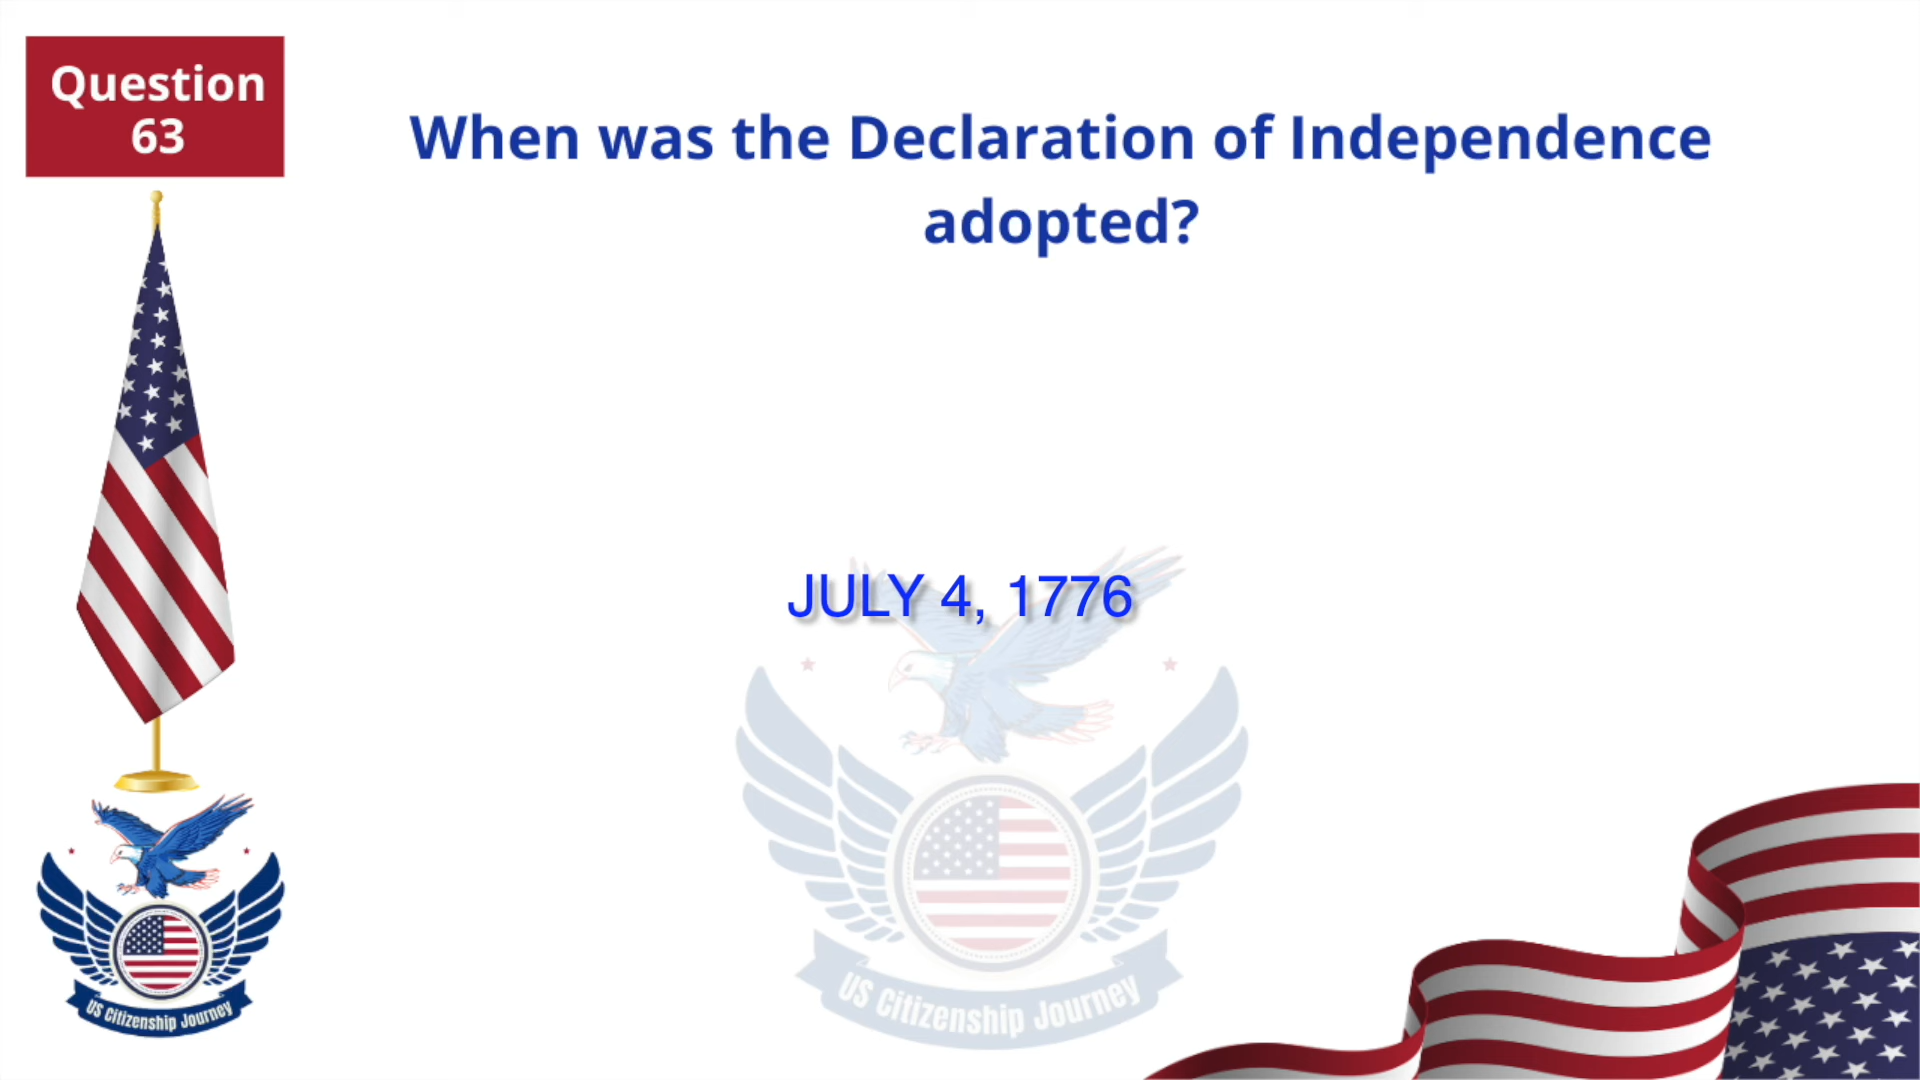 Question
63
When was the Declaration of Independence
adopted?
JULY 4, 1776
US Citizenship Journey
US Citizenship Journey